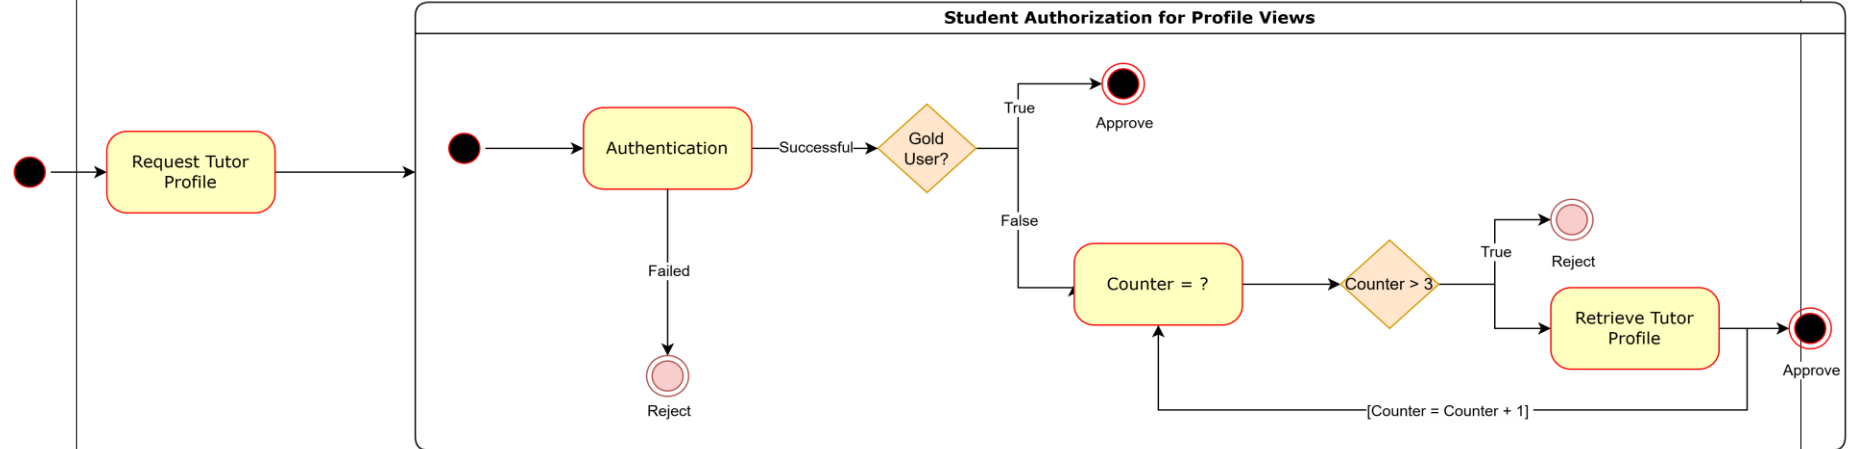 Student Authorization for Profile Views
Request Tutor
Profile
Authentication
Successful
Gold
User?
True
Approve
False
Failed
Reject
Counter = ?
Counter > 3
True
Reject
Retrieve Tutor
Profile
Approve
[Counter = Counter + 1]